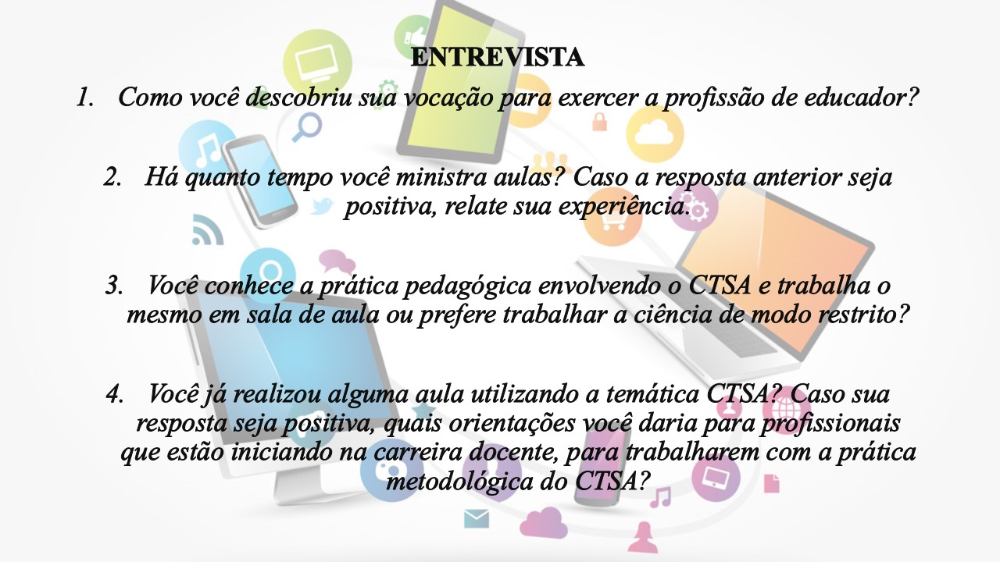 ENTREVISTA
1. Como você descobriu sua vocação para exercer a profissão de educador?
2. Há quanto tempo você ministra aulas? Caso a resposta anterior seja
positiva, relate sua experiência.
3. Você conhece a prática pedagógica envolvendo o CTSA e trabalha o
mesmo em sala de aula ou prefere trabalhar a ciência de modo restrito?
4. Você já realizou alguma aula utilizando a temática CTSA? Caso sua
resposta seja positiva, quais orientações você daria para profissionais
que estão iniciando na carreira docente, para trabalharem com a prática
metodológica do CTSA?